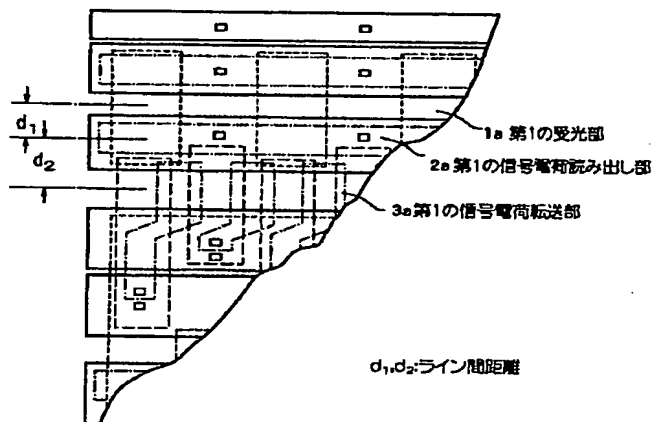 d₁
d₂
1a 第1の受光部
2a 第1の信号電荷読み出し部
3a第1の信号電荷転送部
d₁,d₂:ライン間距離